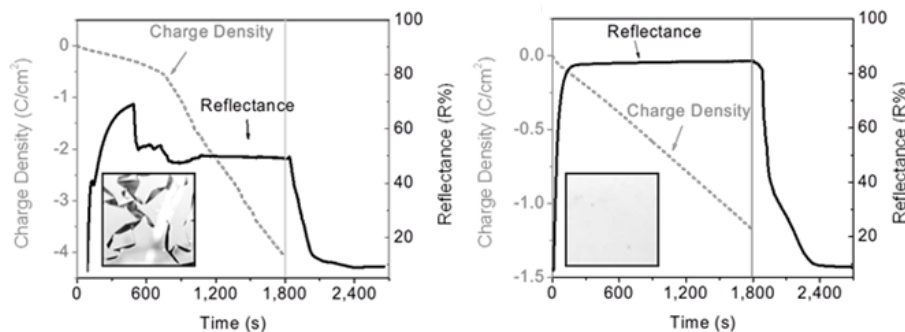 100
80
60
40
20
Reflectance (R%)
0
-1
-2
-3
-4
Charge Density (C/cm²)
Charge Density
Reflectance
0
600
1,200
1,800
2,400
Time (s)
100
80
60
40
20
Reflectance (R%)
0.0
-0.5
-1.0
-1.5
Charge Density (C/cm²)
Reflectance
Charge Density
0
600
1,200
1,800
2,400
Time (s)